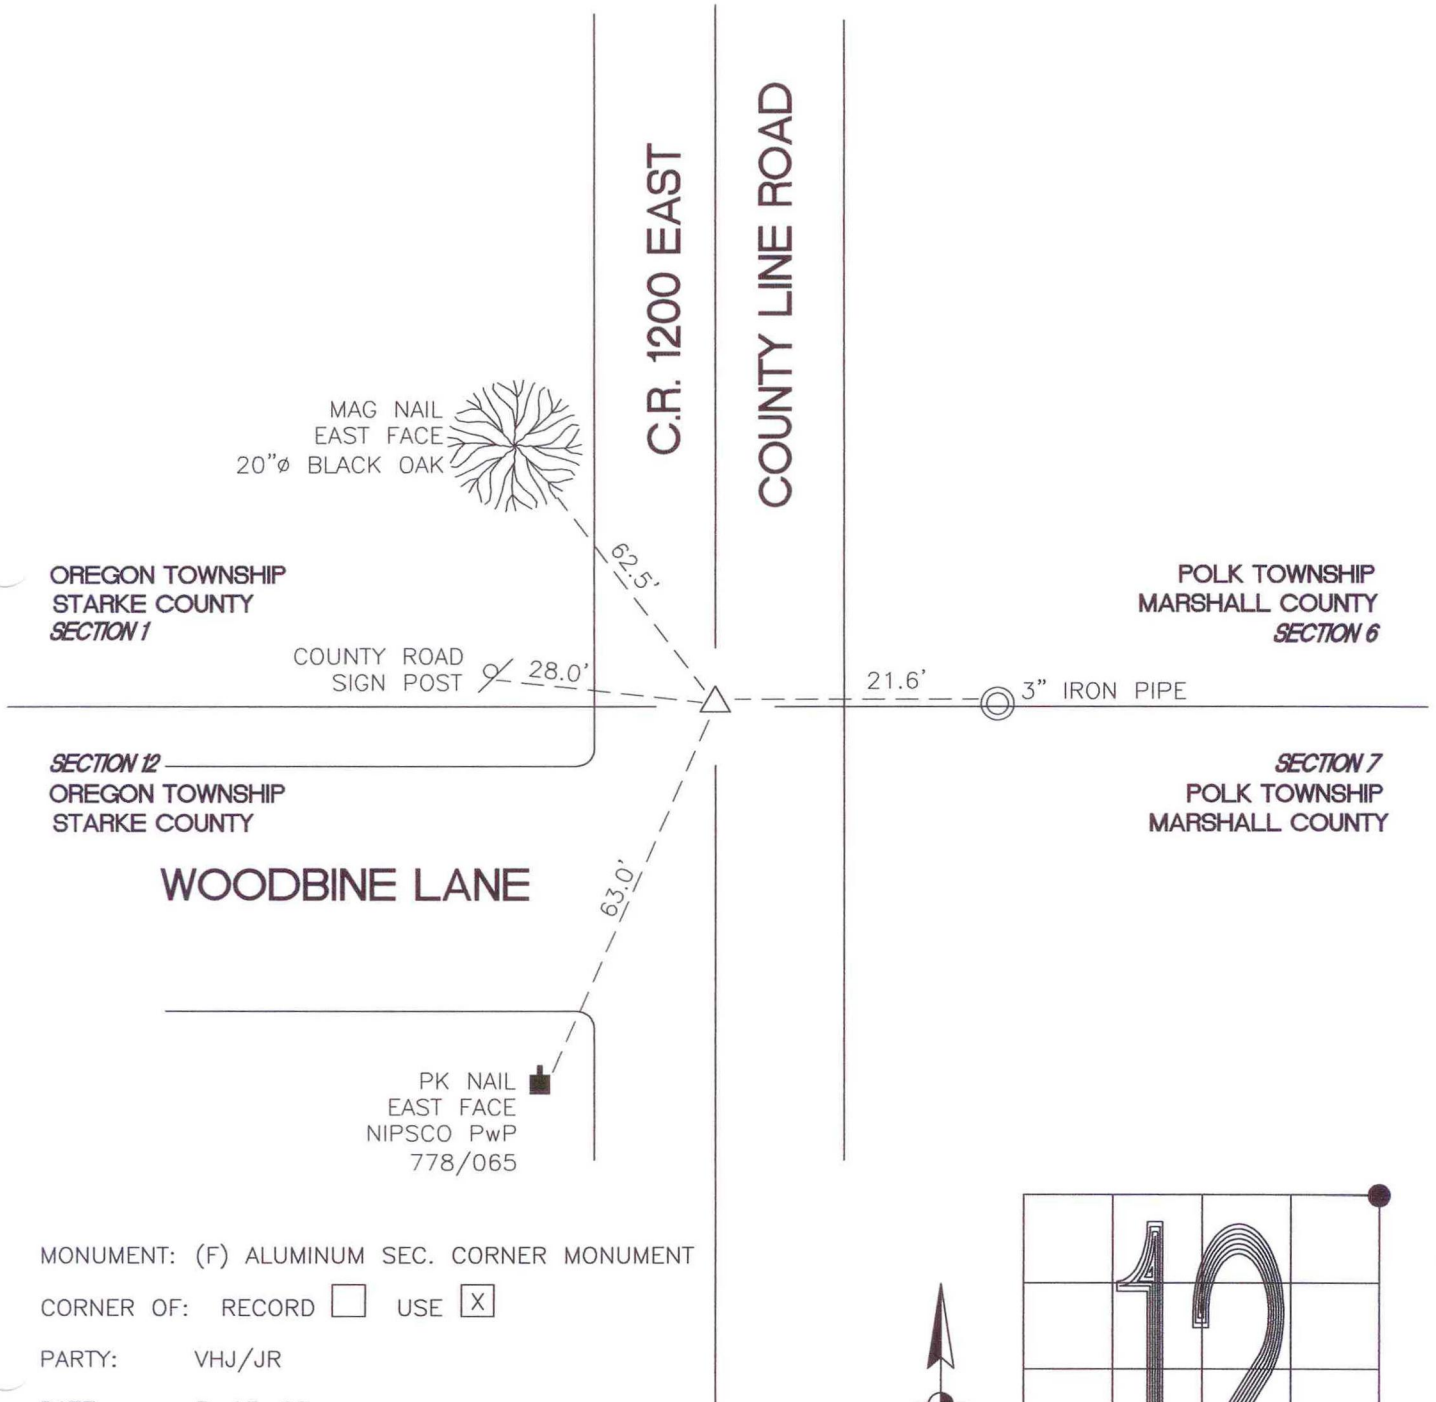 C.R. 1200 EAST
COUNTY LINE ROAD
MAG NAIL
EAST FACE
20"ø BLACK OAK
62.5'
OREGON TOWNSHIP
STARKE COUNTY
SECTION 1
POLK TOWNSHIP
MARSHALL COUNTY
SECTION 6
COUNTY ROAD
SIGN POST
28.0'
21.6'
3" IRON PIPE
SECTION 12
OREGON TOWNSHIP
STARKE COUNTY
SECTION 7
POLK TOWNSHIP
MARSHALL COUNTY
WOODBINE LANE
63.0'
PK NAIL
EAST FACE
NIPSCO PwP
778/065
MONUMENT: (F) ALUMINUM SEC. CORNER MONUMENT
CORNER OF: RECORD USE X
PARTY: VHJ/JR
12